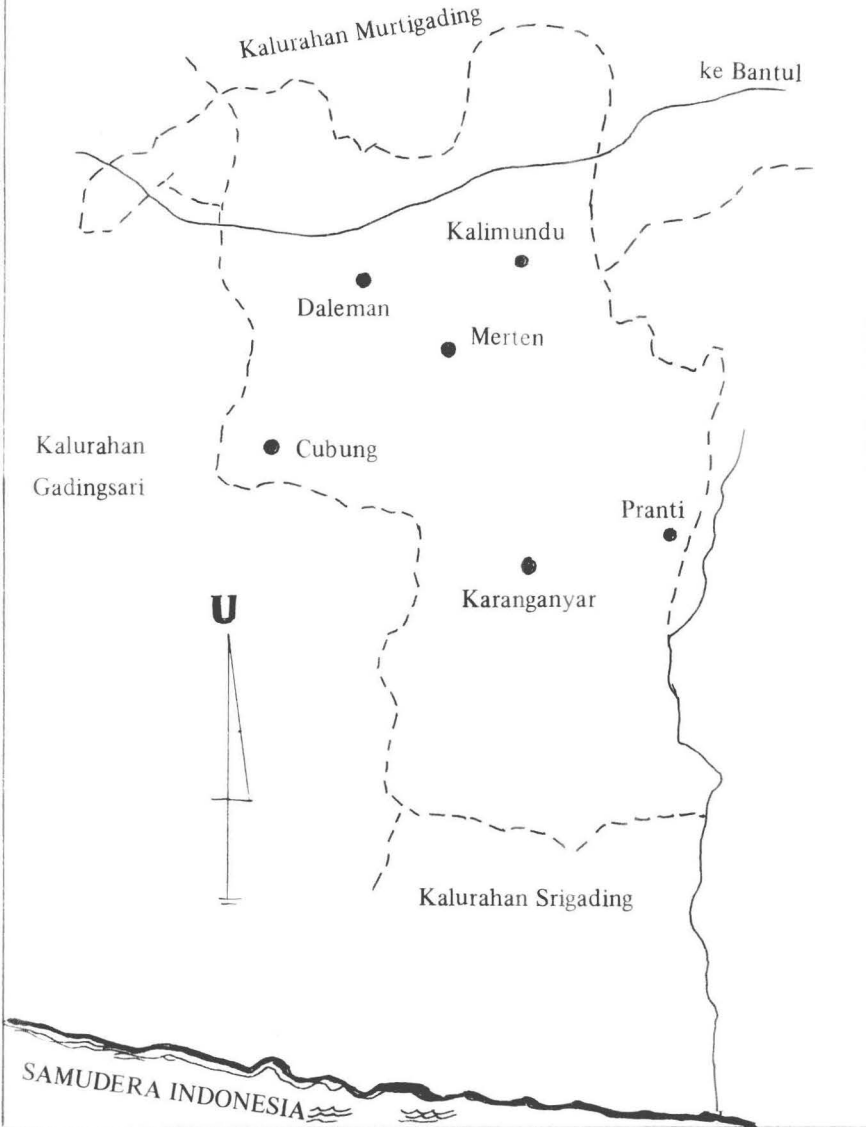 Kalurahan Murtigading
ke Bantul
Kalimundu
Daleman
Merten
Kalurahan
Gadingsari
Cubung
Pranti
Karanganyar
U
Kalurahan Srigading
SAMUDERA INDONESIA